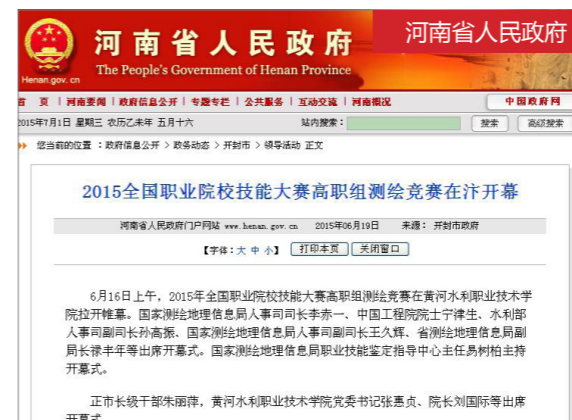 河南省人民政府
河南省人民政府
The People's Government of Henan Province
Henan.gov.cn
首 页 | 河南要闻 | 政府信息公开 | 专题专栏 | 公共服务 | 互动交流 | 河南概况 中国政府网
2015年7月1日 星期三 农历乙未年 五月十六 站内搜索： 搜索 高级搜索
您当前的位置 ：政府信息公开 > 政务动态 > 开封市 > 领导活动 正文
2015全国职业院校技能大赛高职组测绘竞赛在汴开幕
河南省人民政府门户网站 www.henan.gov.cn 2015年06月19日 来源： 开封市政府
【字体：大 中 小】 打印本页 关闭窗口
6月16日上午，2015年全国职业院校技能大赛高职组测绘竞赛在黄河水利职业技术学
院拉开帷幕。国家测绘地理信息局人事司司长李赤一、中国工程院院士宁津生、水利部
人事司副司长孙高振、国家测绘地理信息局人事司副司长王久辉、省测绘地理信息局副
局长禄丰年等出席开幕式。国家测绘地理信息局职业技能鉴定指导中心主任易树柏主持
开幕式。
正市长级干部朱丽萍，黄河水利职业技术学院党委书记张惠贞、院长刘国际等出席
开幕式